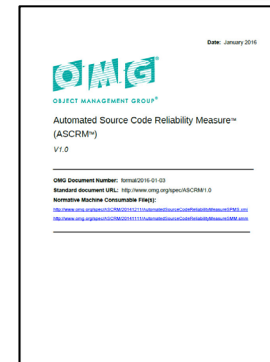 Date: January 2016
OMG®
OBJECT MANAGEMENT GROUP®
Automated Source Code Reliability Measure™
(ASCRM™)
V1.0
OMG Document Number: formal/2016-01-03
Standard document URL: http://www.omg.org/spec/ASCRM/1.0
Normative Machine Consumable File(s):